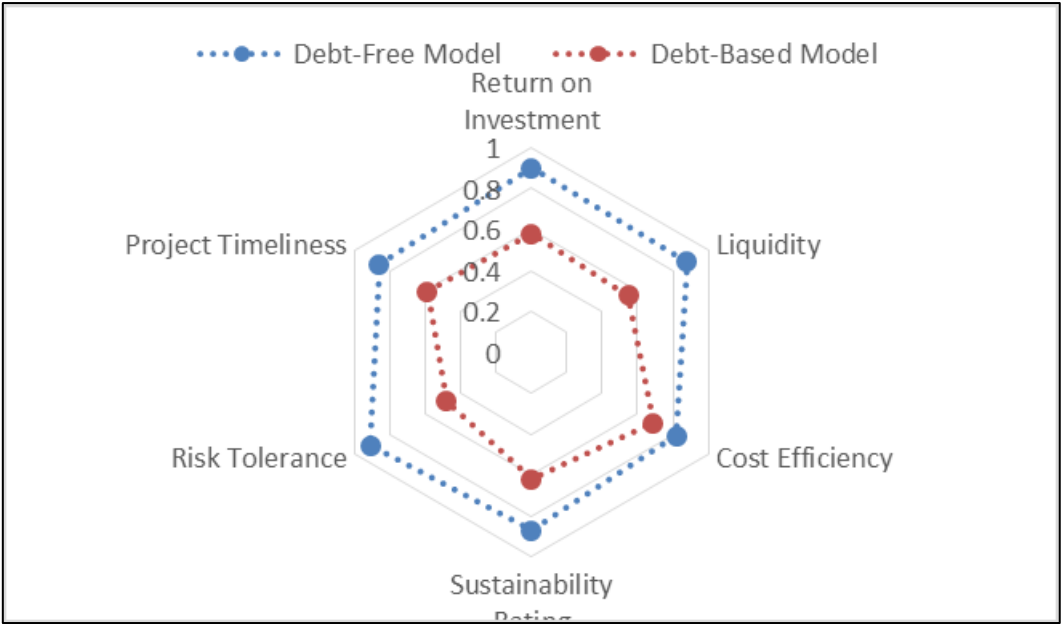 Debt-Free Model Debt-Based Model
Return on
Investment
1
0.8
0.6
0.4
0.2
0
Project Timeliness
Liquidity
Risk Tolerance
Cost Efficiency
Sustainability
Rating